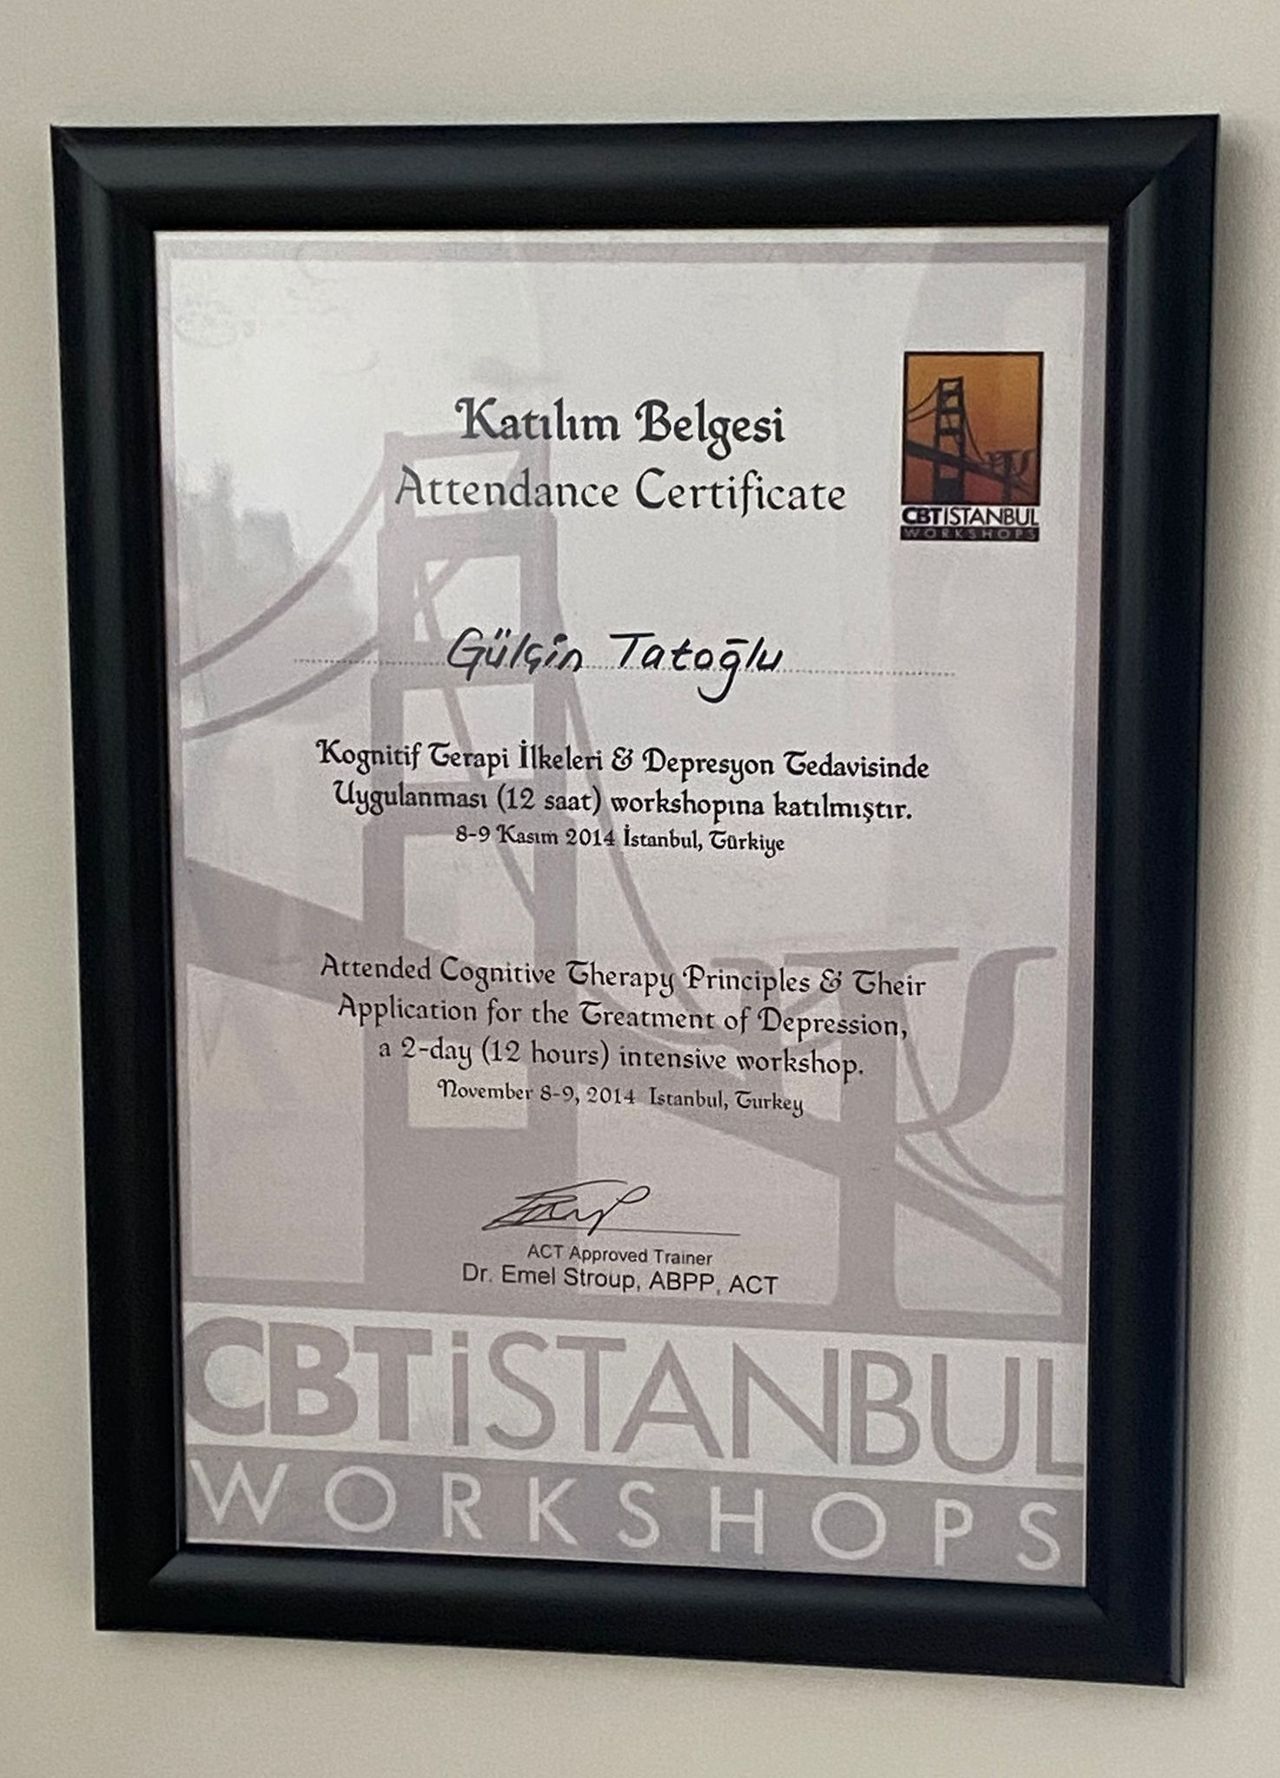 Katılım Belgesi
Attendance Certificate
CBTİSTANBUL
WORKSHOPS
Gülçin Tatoğlu
Kognitif Terapi İlkeleri & Depresyon Tedavisinde
Uygulanması (12 saat) workshopına katılmıştır.
8-9 Kasım 2014 İstanbul, Türkiye
Attended Cognitive Therapy Principles & Their
Application for the Treatment of Depression,
a 2-day (12 hours) intensive workshop.
November 8-9, 2014 Istanbul, Turkey
ACT Approved Trainer
Dr. Emel Stroup, ABPP, ACT
CBTiSTANBUL
WORKSHOPS